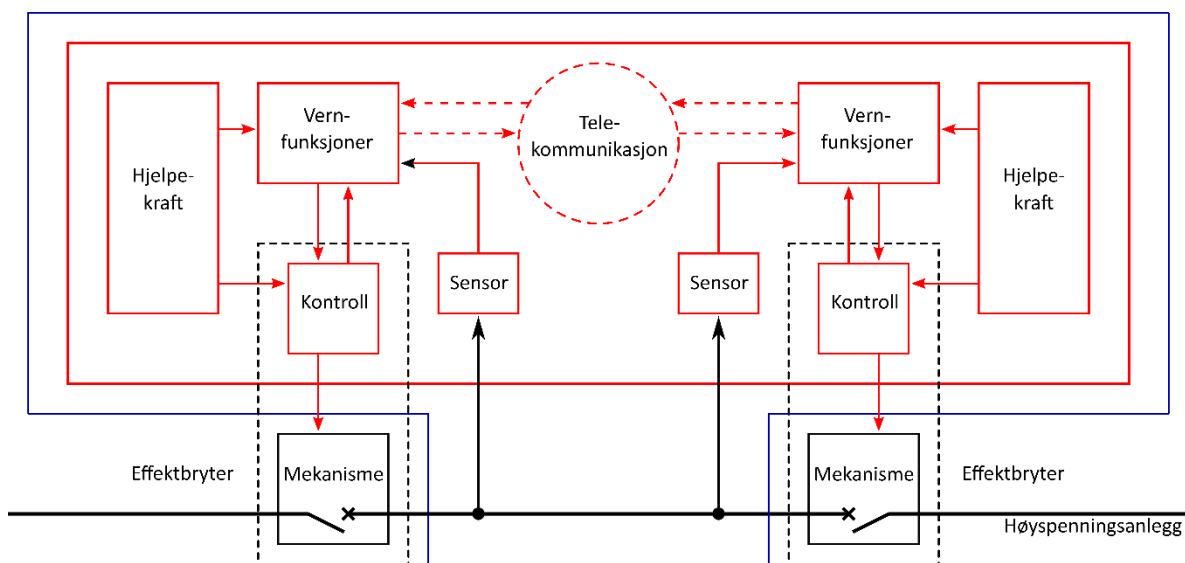 Vern-
funksjoner
Tele-
kommunikasjon
Vern-
funksjoner
Hjelpe-
kraft
Hjelpe-
kraft
Kontroll
Sensor
Sensor
Kontroll
Effektbryter
Mekanisme
Mekanisme
Effektbryter
Høyspenningsanlegg